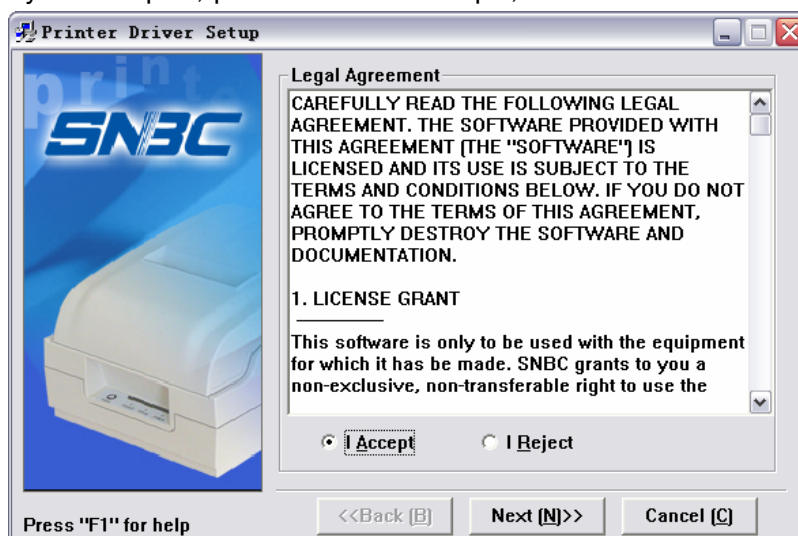 Printer Driver Setup
printe
SNBC
Legal Agreement
CAREFULLY READ THE FOLLOWING LEGAL
AGREEMENT. THE SOFTWARE PROVIDED WITH
THIS AGREEMENT (THE "SOFTWARE") IS
LICENSED AND ITS USE IS SUBJECT TO THE
TERMS AND CONDITIONS BELOW. IF YOU DO NOT
AGREE TO THE TERMS OF THIS AGREEMENT,
PROMPTLY DESTROY THE SOFTWARE AND
DOCUMENTATION.
1. LICENSE GRANT
This software is only to be used with the equipment
for which it has be made. SNBC grants to you a
non-exclusive, non-transferable right to use the
I Accept
I Reject
<<Back (B)
Next (N)>>
Cancel (C)
Press "F1" for help